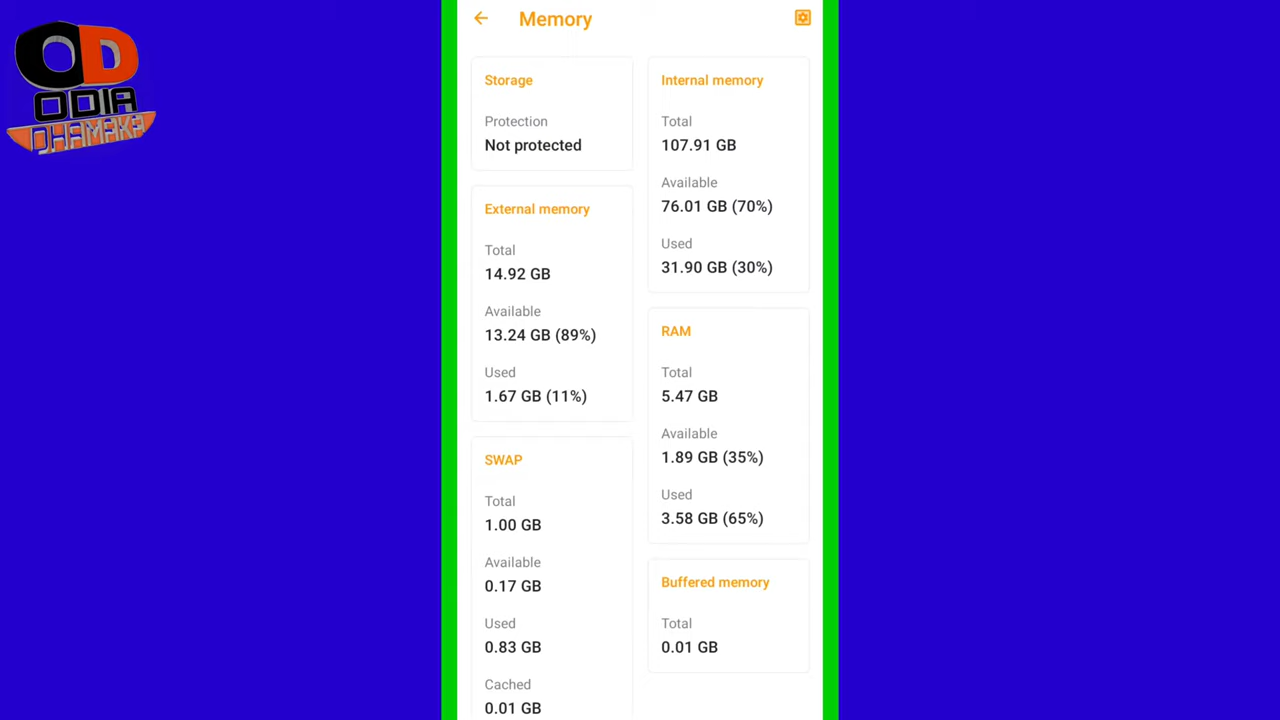 OD
ODIA
DHAMAKA
Memory
Storage
Protection
Not protected
External memory
Total
14.92 GB
Available
13.24 GB (89%)
Used
1.67 GB (11%)
SWAP
Total
1.00 GB
Available
0.17 GB
Used
0.83 GB
Cached
0.01 GB
Internal memory
Total
107.91 GB
Available
76.01 GB (70%)
Used
31.90 GB (30%)
RAM
Total
5.47 GB
Available
1.89 GB (35%)
Used
3.58 GB (65%)
Buffered memory
Total
0.01 GB